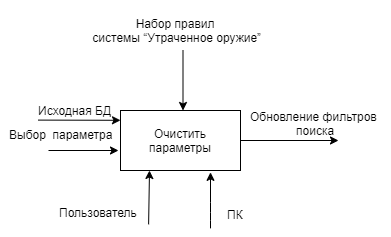 Набор правил
системы “Утраченное оружие”
Исходная БД
Выбор параметра
Очистить
параметры
Обновление фильтров
поиска
Пользователь
ПК